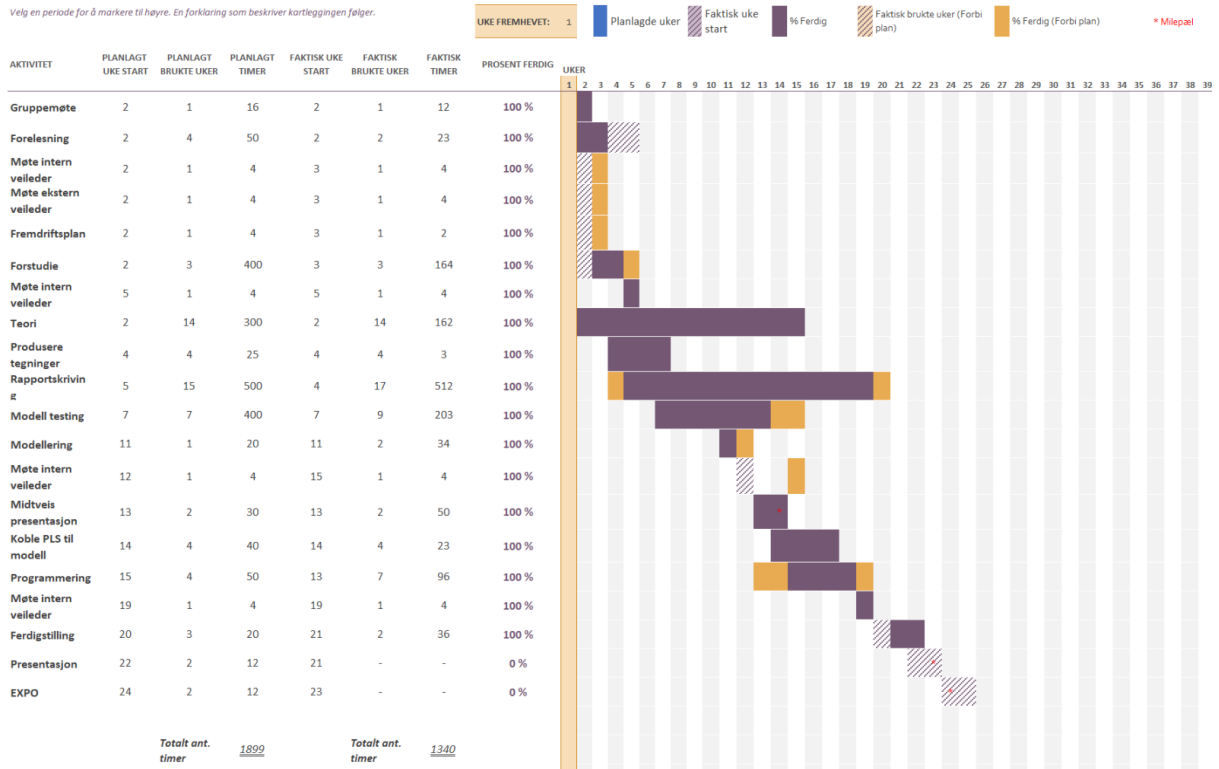 Velg en periode for å markere til høyre. En forklaring som beskriver kartleggingen følger.
UKE FREMHEVET: 1
Planlagde uker
Faktisk uke
start
% Ferdig
Faktisk brukte uker (Forbi
plan)
% Ferdig (Forbi plan)
* Milepæl
AKTIVITET
PLANLAGT
UKE START
PLANLAGT
BRUKTE UKER
PLANLAGT
TIMER
FAKTISK UKE
START
FAKTISK
BRUKTE UKER
FAKTISK
TIMER
PROSENT FERDIG
UKER
1 2 3 4 5 6 7 8 9 10 11 12 13 14 15 16 17 18 19 20 21 22 23 24 25 26 27 28 29 30 31 32 33 34 35 36 37 38 39
Gruppemøte 2 1 16 2 1 12 100 %
Forelesning 2 4 50 2 2 23 100 %
Møte intern
veileder 2 1 4 3 1 4 100 %
Møte ekstern
veileder 2 1 4 3 1 4 100 %
Fremdriftsplan 2 1 4 3 1 2 100 %
Forstudie 2 3 400 3 3 164 100 %
Møte intern
veileder 5 1 4 5 1 4 100 %
Teori 2 14 300 2 14 162 100 %
Produsere
tegninger 4 4 25 4 4 3 100 %
Rapportskrivin
g 5 15 500 4 17 512 100 %
Modell testing 7 7 400 7 9 203 100 %
Modellering 11 1 20 11 2 34 100 %
Møte intern
veileder 12 1 4 15 1 4 100 %
Midtveis
presentasjon 13 2 30 13 2 50 100 %
*
Koble PLS til
modell 14 4 40 14 4 23 100 %
Programmering 15 4 50 13 7 96 100 %
Møte intern
veileder 19 1 4 19 1 4 100 %
Ferdigstilling 20 3 20 21 2 36 100 %
Presentasjon 22 2 12 21 - - 0 %
*
EXPO 24 2 12 23 - - 0 %
*
Totalt ant.
timer 1899
Totalt ant.
timer 1340